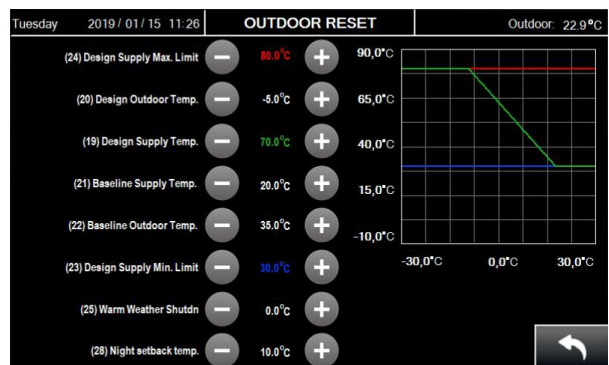 Tuesday 2019/01/15 11:26 OUTDOOR RESET Outdoor: 22.9°C
(24) Design Supply Max. Limit − 80.0°C +
(20) Design Outdoor Temp. − -5.0°C +
(19) Design Supply Temp. − 70.0°C +
(21) Baseline Supply Temp. − 20.0°C +
(22) Baseline Outdoor Temp. − 35.0°C +
(23) Design Supply Min. Limit − 30.0°C +
(25) Warm Weather Shutdn − 0.0°C +
(28) Night setback temp. − 10.0°C +
90,0°C
65,0°C
40,0°C
15,0°C
-10,0°C
-30,0°C 0,0°C 30,0°C